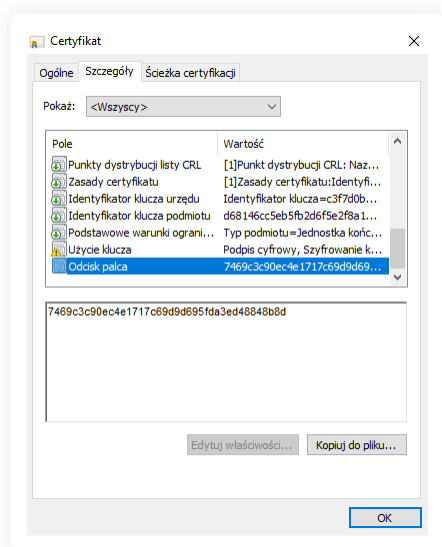 Certyfikat
Ogólne Szczegóły Ścieżka certyfikacji
Pokaż: <Wszyscy>
Pole Wartość
Punkty dystrybucji listy CRL [1]Punkt dystrybucji CRL: Naz...
Zasady certyfikatu [1]Zasady certyfikatu:Identyfi...
Identyfikator klucza urzędu Identyfikator klucza=c3f7d0b...
Identyfikator klucza podmiotu d68146cc5eb5fb2d6f5e2f8a1...
Podstawowe warunki ograni... Typ podmiotu=Jednostka końc...
Użycie klucza Podpis cyfrowy, Szyfrowanie k...
Odcisk palca 7469c3c90ec4e1717c69d9d69...
7469c3c90ec4e1717c69d9d695fda3ed48848b8d
Edytuj właściwości... Kopiuj do pliku...
OK